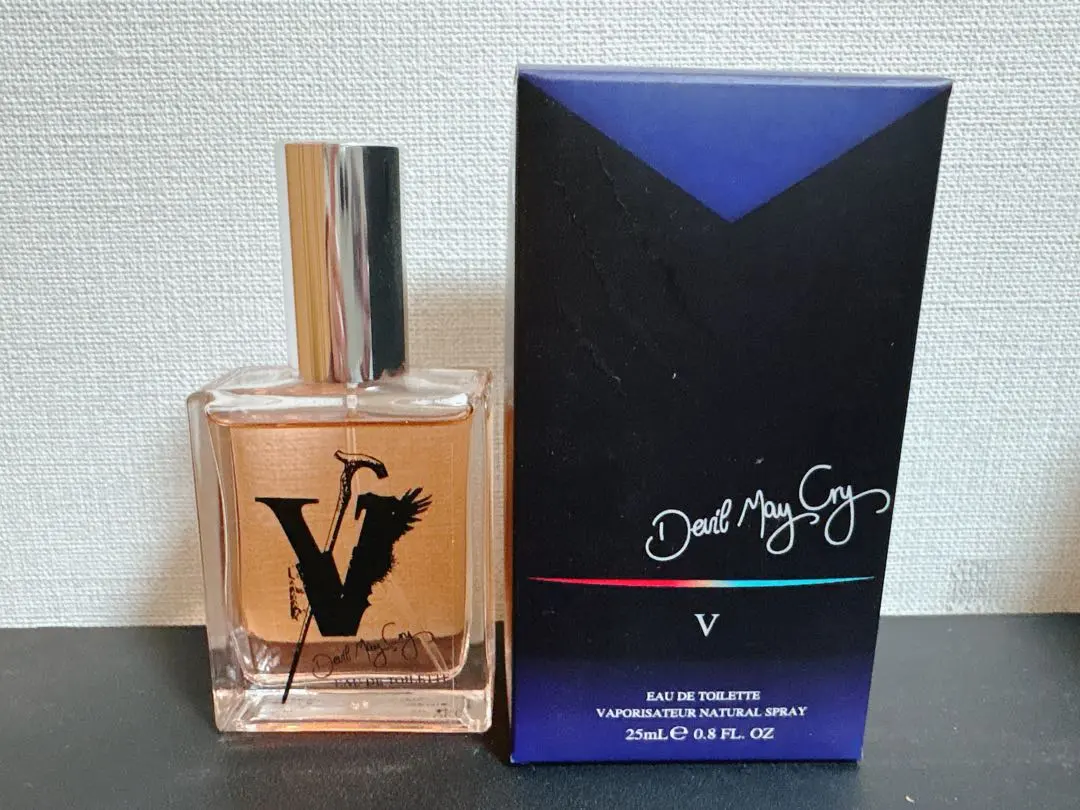 V
Devil May Cry
EAU DE TOILETTE
Devil May Cry
V
EAU DE TOILETTE
VAPORISATEUR NATURAL SPRAY
25mL℮ 0.8 FL. OZ